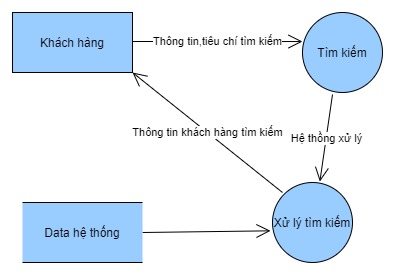 Khách hàng
Thông tin,tiêu chí tìm kiếm
Tìm kiếm
Thông tin khách hàng tìm kiếm
Hệ thồng xử lý
Data hệ thống
Xử lý tìm kiếm